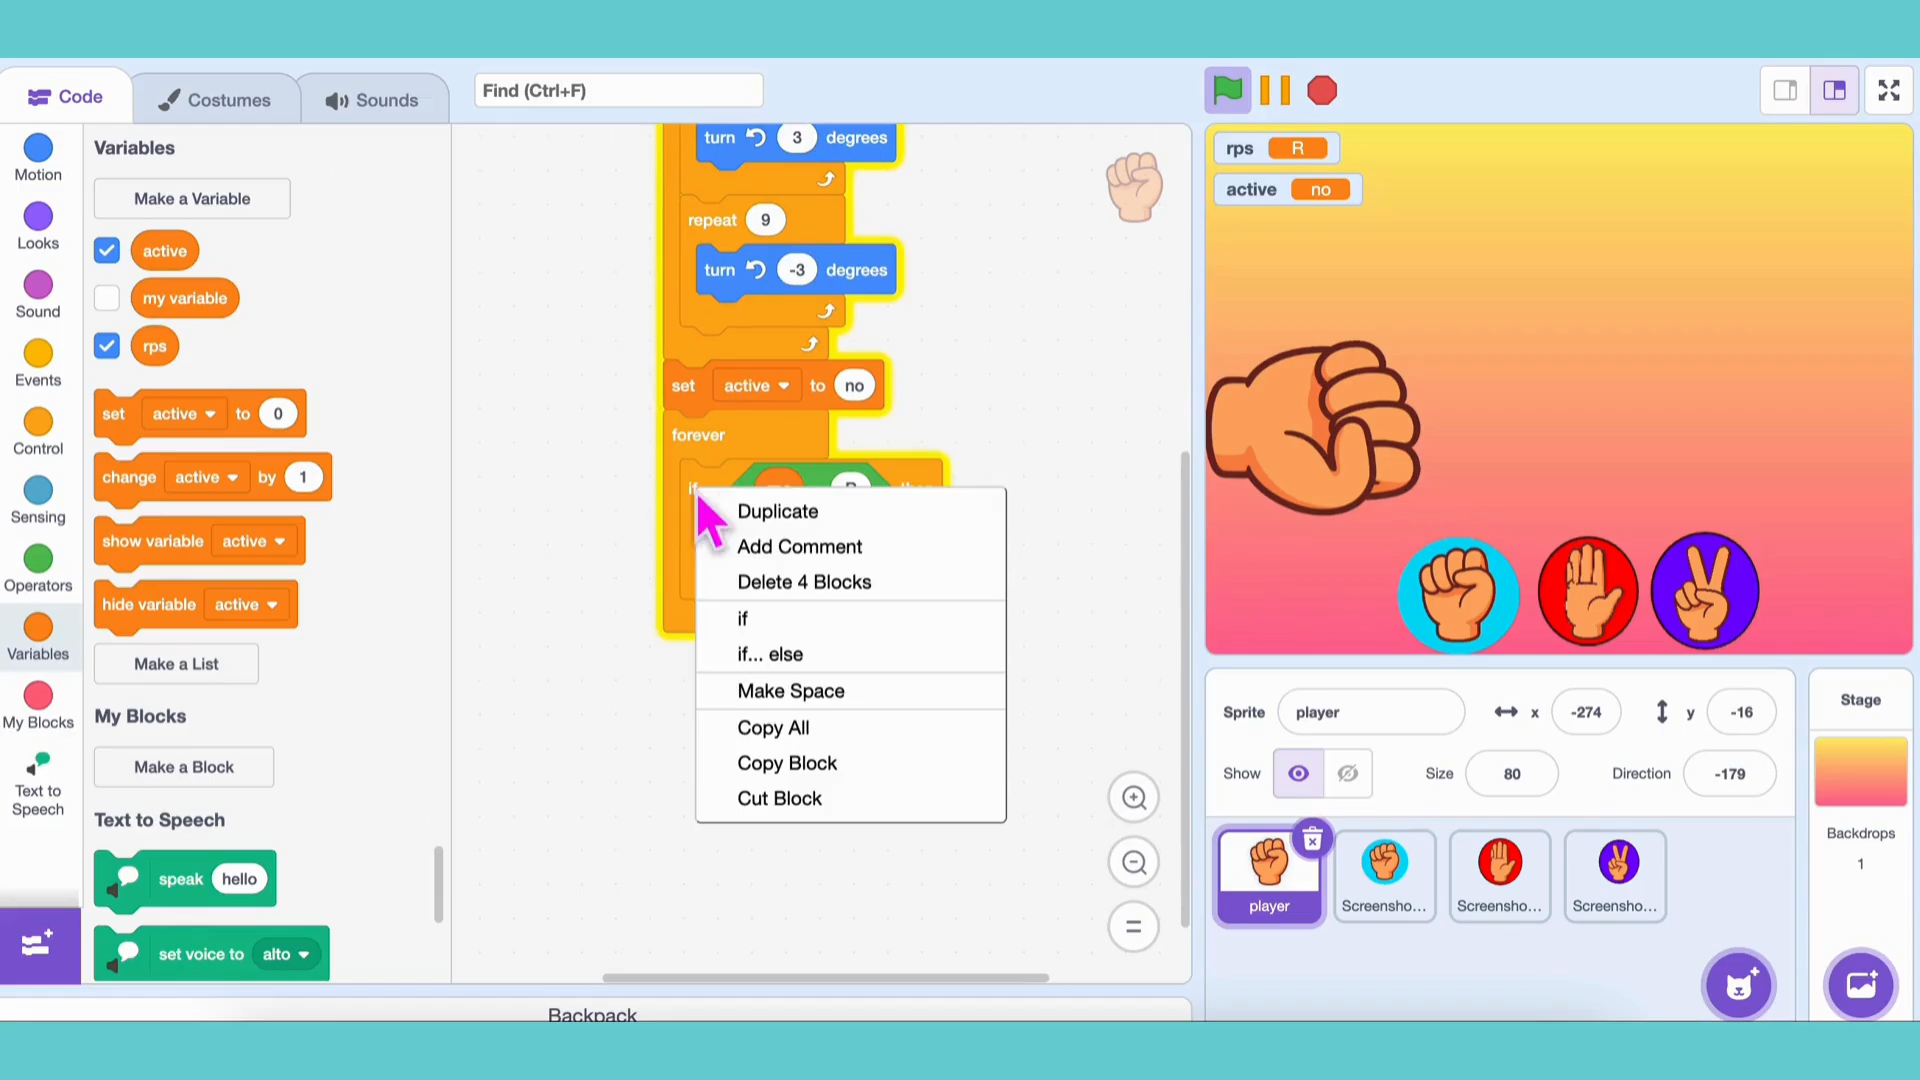 Code
Costumes
Sounds
Find (Ctrl+F)
Motion
Looks
Sound
Events
Control
Sensing
Operators
Variables
My Blocks
Text to
Speech
Variables
Make a Variable
active
my variable
rps
set active to 0
change active by 1
show variable active
hide variable active
Make a List
My Blocks
Make a Block
Text to Speech
speak hello
set voice to alto
turn 3 degrees
repeat 9
turn -3 degrees
set active to no
forever
if
Duplicate
Add Comment
Delete 4 Blocks
if
if... else
Make Space
Copy All
Copy Block
Cut Block
Backpack
rps R
active no
Sprite player x -274 y -16
Show Size 80 Direction -179
player
Screensho...
Screensho...
Screensho...
Stage
Backdrops
1